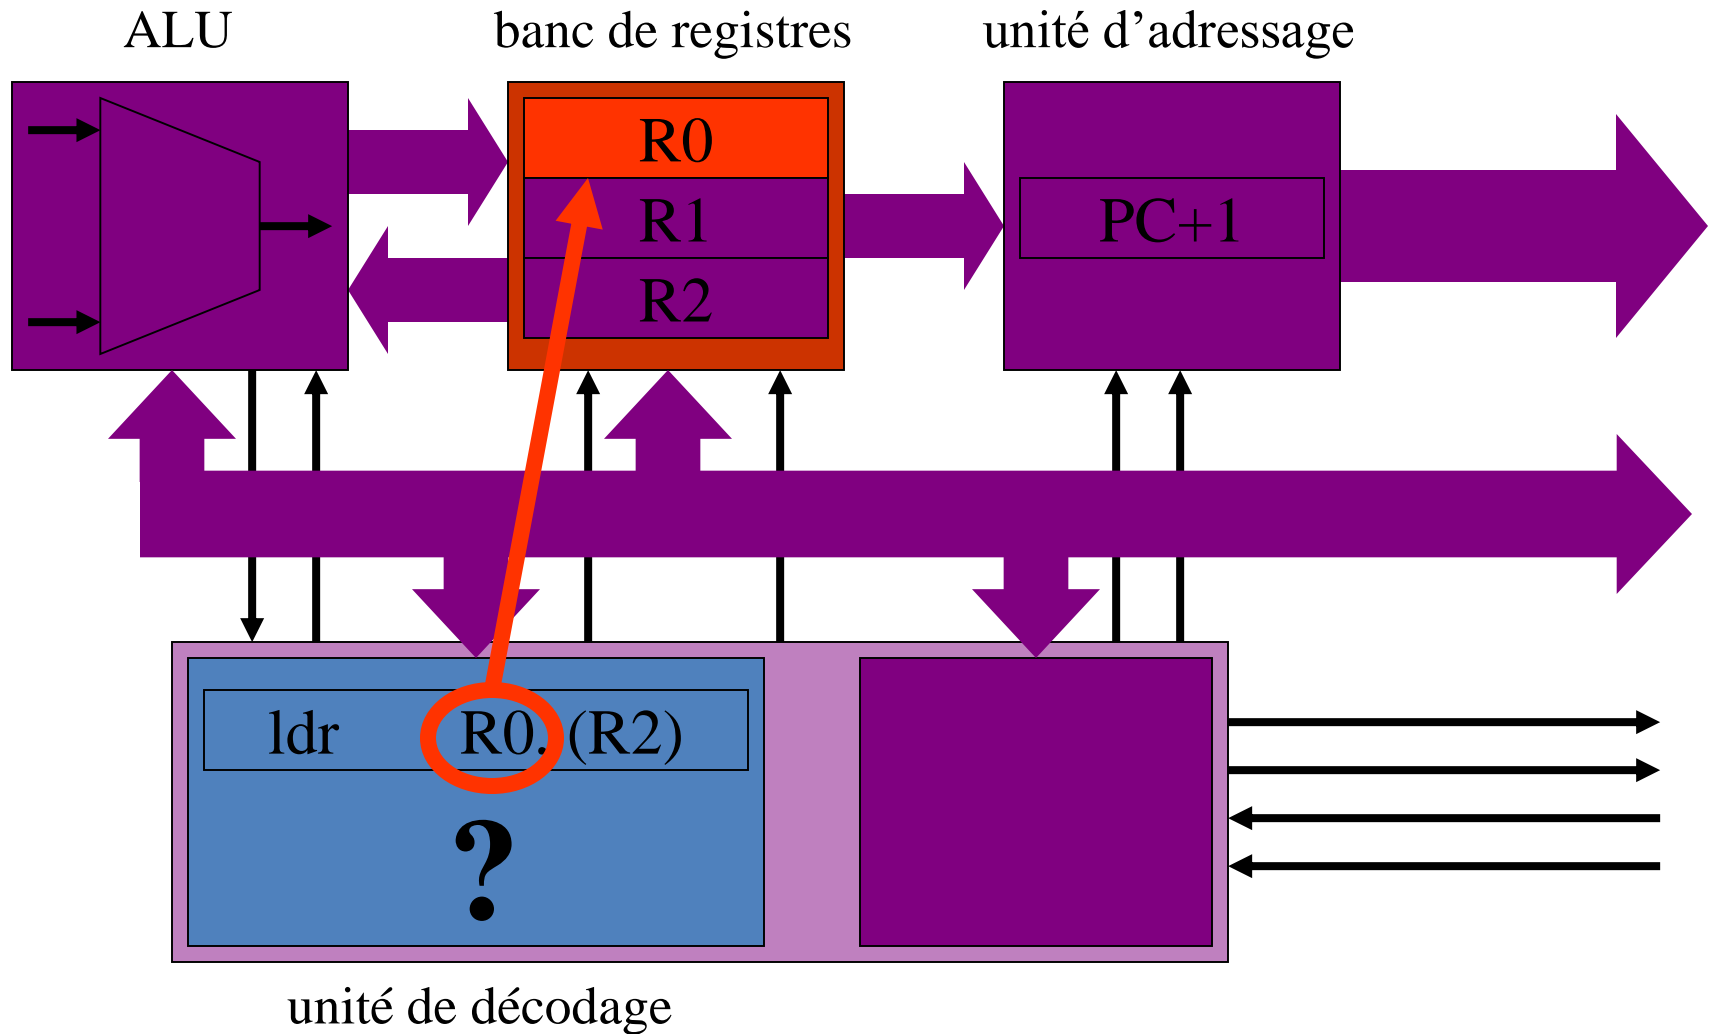 ALU
banc de registres
unité d’adressage
R0
R1
PC+1
R2
ldr R0, (R2)
?
unité de décodage